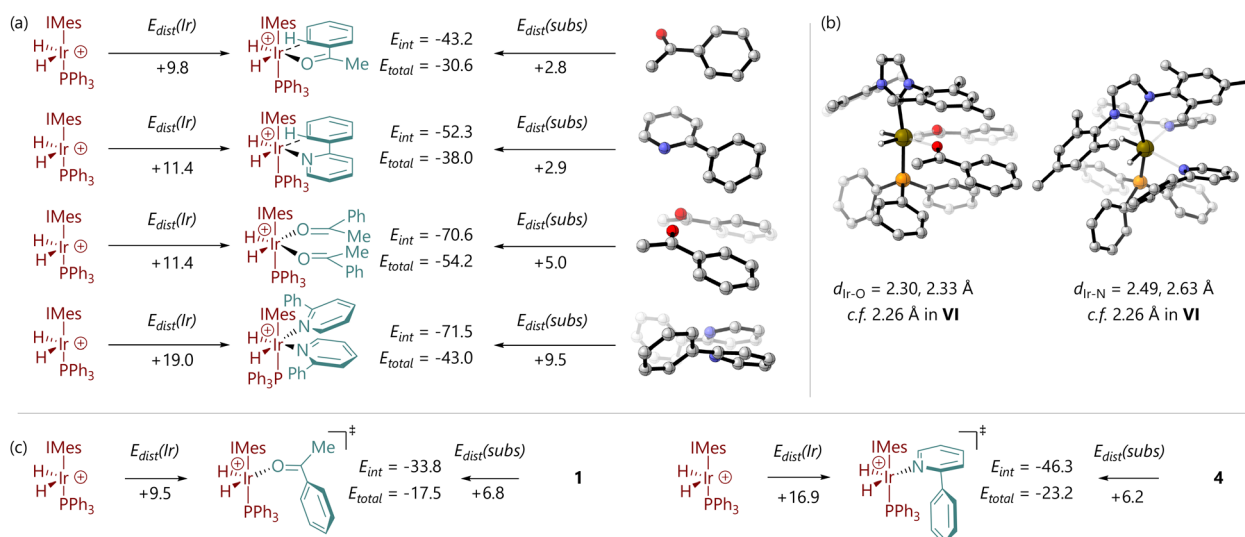 (a)
IMes
H
H
Ir
⊕
PPh3
Edist(Ir)
+9.8
IMes
⊕
H
H
Ir
H
O
Me
PPh3
Eint = -43.2
Etotal = -30.6
Edist(subs)
+2.8
IMes
H
H
Ir
⊕
PPh3
Edist(Ir)
+11.4
IMes
⊕
H
H
Ir
H
N
PPh3
Eint = -52.3
Etotal = -38.0
Edist(subs)
+2.9
IMes
H
H
Ir
⊕
PPh3
Edist(Ir)
+11.4
IMes
⊕
H
H
Ir
O
Ph
Me
O
Me
Ph
PPh3
Eint = -70.6
Etotal = -54.2
Edist(subs)
+5.0
IMes
H
H
Ir
⊕
PPh3
Edist(Ir)
+19.0
Ph
IMes
⊕
H
H
Ir
N
N
Ph3P
Ph
Eint = -71.5
Etotal = -43.0
Edist(subs)
+9.5
(b)
dIr-O = 2.30, 2.33 Å
c.f. 2.26 Å in VI
dIr-N = 2.49, 2.63 Å
c.f. 2.26 Å in VI
(c)
IMes
H
H
Ir
⊕
PPh3
Edist(Ir)
+9.5
IMes
⊕
H
H
Ir
O
Me
PPh3
‡
Eint = -33.8
Etotal = -17.5
Edist(subs)
+6.8
1
IMes
H
H
Ir
⊕
PPh3
Edist(Ir)
+16.9
IMes
⊕
H
H
Ir
N
PPh3
‡
Eint = -46.3
Etotal = -23.2
Edist(subs)
+6.2
4